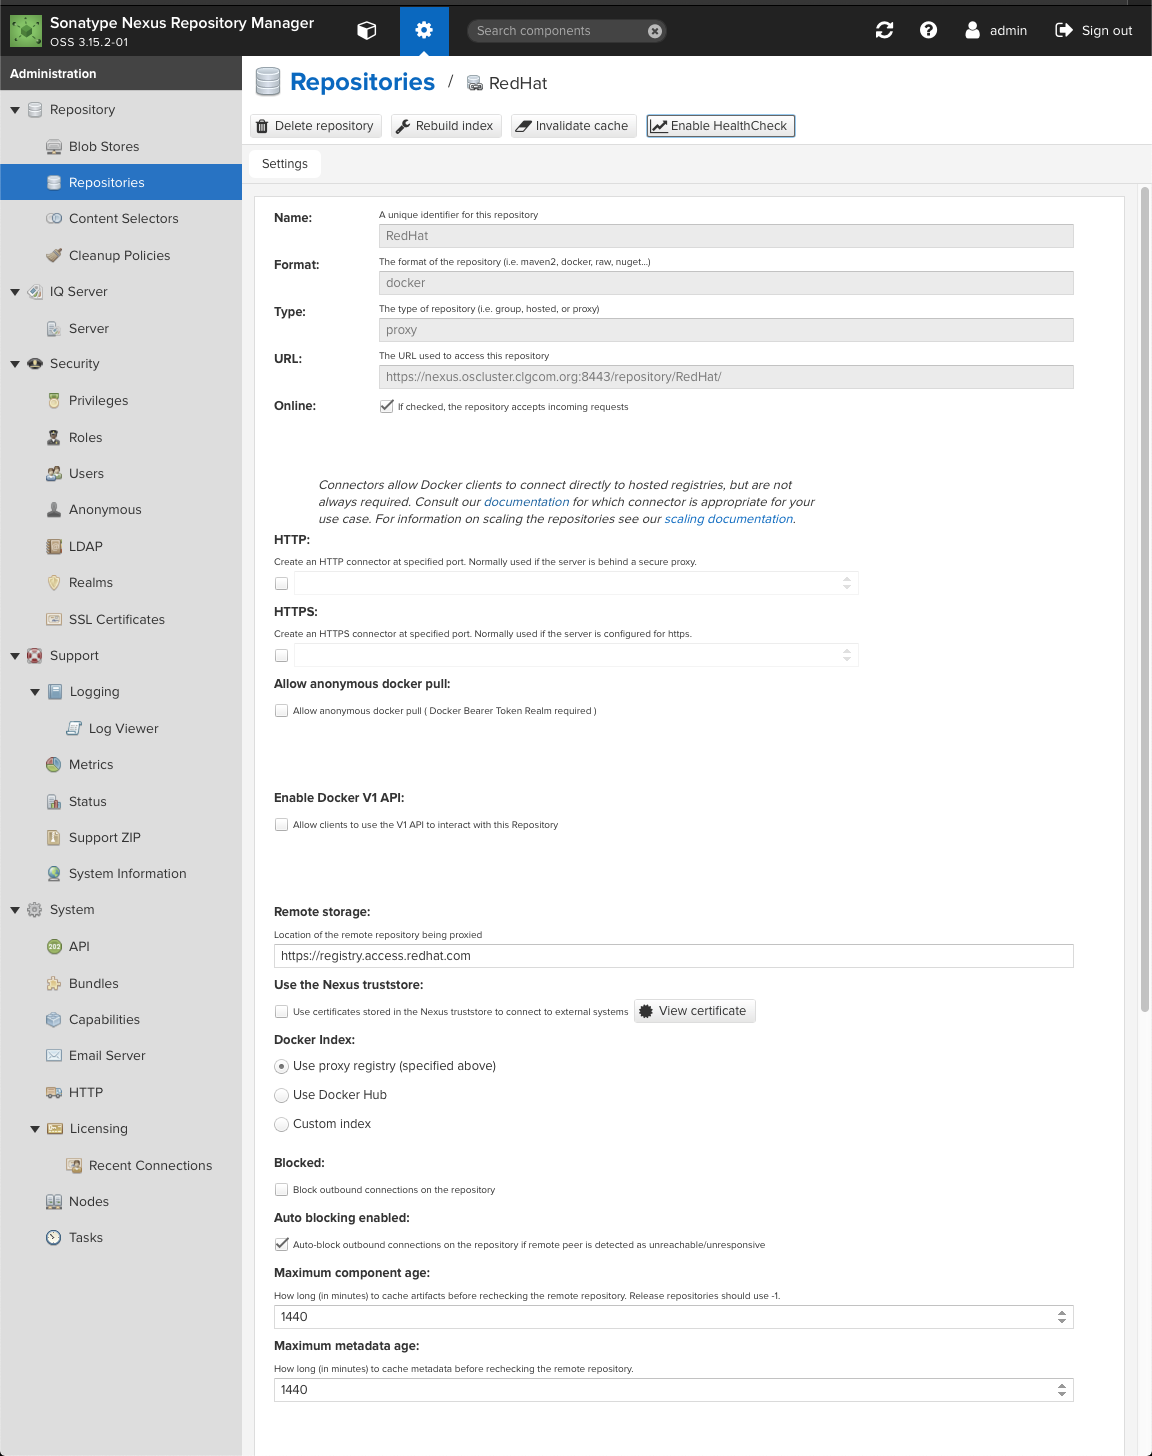 Sonatype Nexus Repository Manager
OSS 3.15.2-01
Search components
admin
Sign out
Administration
Repository
Blob Stores
Repositories
Content Selectors
Cleanup Policies
IQ Server
Server
Security
Privileges
Roles
Users
Anonymous
LDAP
Realms
SSL Certificates
Support
Logging
Log Viewer
Metrics
Status
Support ZIP
System Information
System
API
Bundles
Capabilities
Email Server
HTTP
Licensing
Recent Connections
Nodes
Tasks
Repositories / RedHat
Delete repository
Rebuild index
Invalidate cache
Enable HealthCheck
Settings
Name:
A unique identifier for this repository
RedHat
Format:
The format of the repository (i.e. maven2, docker, raw, nuget...)
docker
Type:
The type of repository (i.e. group, hosted, or proxy)
proxy
URL:
The URL used to access this repository
https://nexus.oscluster.clgcom.org:8443/repository/RedHat/
Online:
If checked, the repository accepts incoming requests
Connectors allow Docker clients to connect directly to hosted registries, but are not
always required. Consult our documentation for which connector is appropriate for your
use case. For information on scaling the repositories see our scaling documentation.
HTTP:
Create an HTTP connector at specified port. Normally used if the server is behind a secure proxy.
HTTPS:
Create an HTTPS connector at specified port. Normally used if the server is configured for https.
Allow anonymous docker pull:
Allow anonymous docker pull ( Docker Bearer Token Realm required )
Enable Docker V1 API:
Allow clients to use the V1 API to interact with this Repository
Remote storage:
Location of the remote repository being proxied
https://registry.access.redhat.com
Use the Nexus truststore:
Use certificates stored in the Nexus truststore to connect to external systems
View certificate
Docker Index:
Use proxy registry (specified above)
Use Docker Hub
Custom index
Blocked:
Block outbound connections on the repository
Auto blocking enabled:
Auto-block outbound connections on the repository if remote peer is detected as unreachable/unresponsive
Maximum component age:
How long (in minutes) to cache artifacts before rechecking the remote repository. Release repositories should use -1.
1440
Maximum metadata age:
How long (in minutes) to cache metadata before rechecking the remote repository.
1440